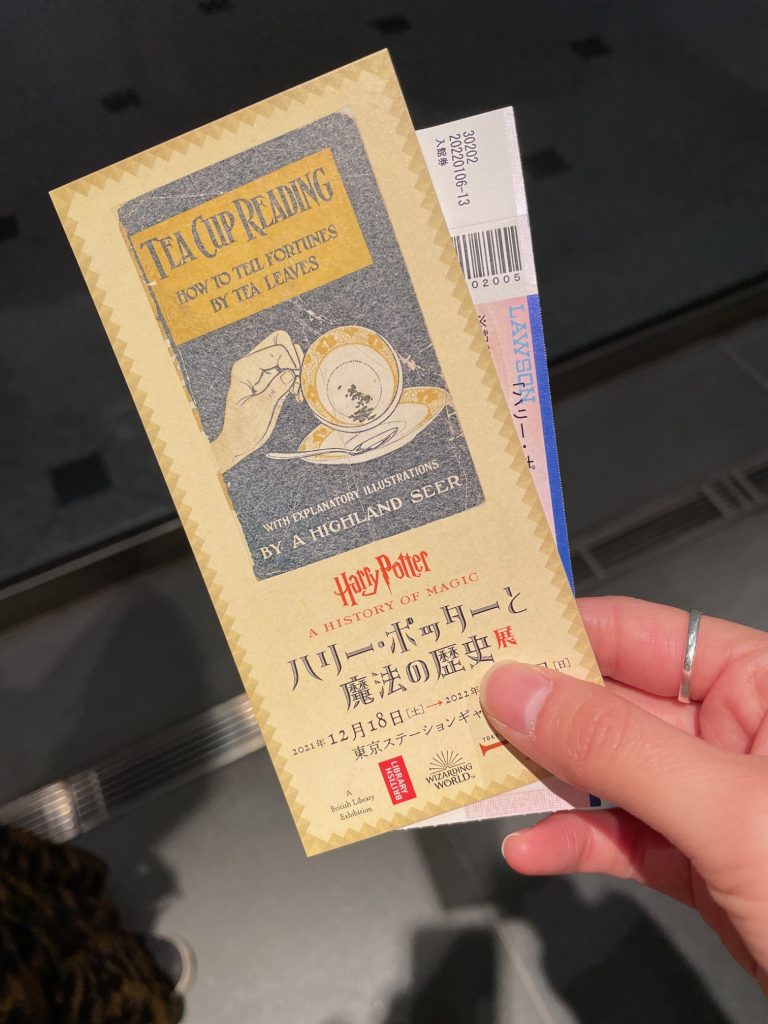 TEA CUP READING
HOW TO TELL FORTUNES
BY TEA LEAVES
WITH EXPLANATORY ILLUSTRATIONS
BY A HIGHLAND SEER
Harry Potter
A HISTORY OF MAGIC
ハリー・ポッターと
魔法の歴史展
2021年12月18日[土]→2022年 [日]
東京ステーションギャ
A
British Library
Exhibition
BRITISH
LIBRARY
WIZARDING
WORLD
30202
20220106-13
入館券
02005
LAWSON
「ハリー・ポ